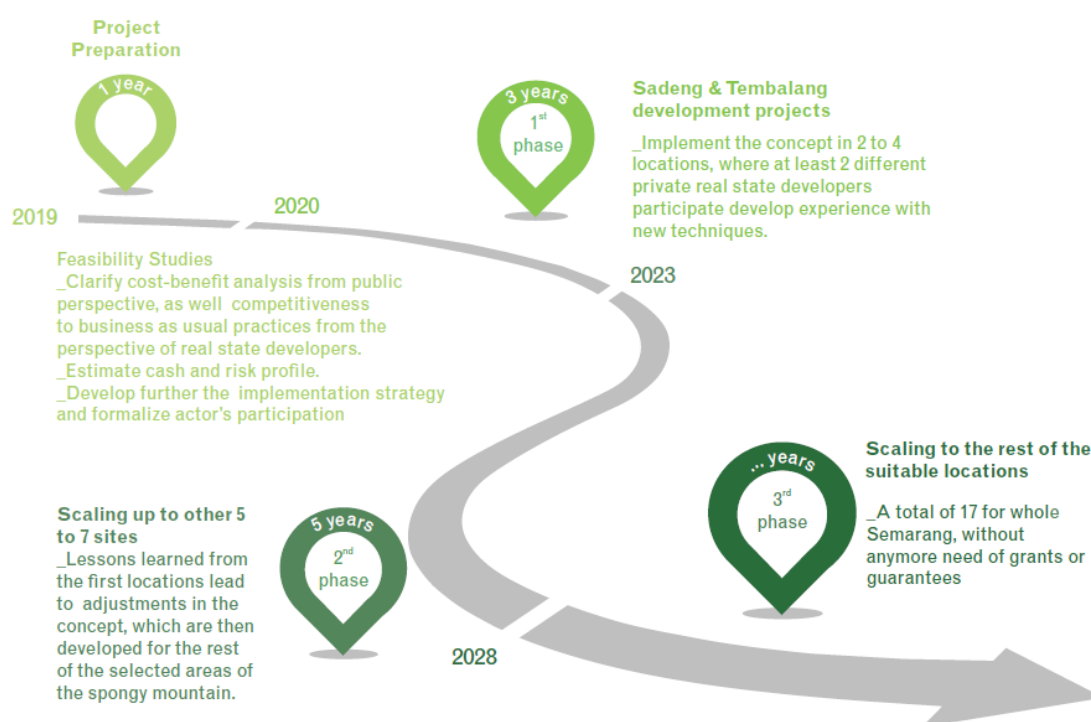 Project
Preparation
1 year
2019
2020
Feasibility Studies
_Clarify cost-benefit analysis from public
perspective, as well competitiveness
to business as usual practices from the
perspective of real state developers.
_Estimate cash and risk profile.
_Develop further the implementation strategy
and formalize actor's participation
3 years
1st
phase
Sadeng & Tembalang
development projects
_Implement the concept in 2 to 4
locations, where at least 2 different
private real state developers
participate develop experience with
new techniques.
2023
Scaling up to other 5
to 7 sites
_Lessons learned from
the first locations lead
to adjustments in the
concept, which are then
developed for the rest
of the selected areas of
the spongy mountain.
5 years
2nd
phase
2028
... years
3rd
phase
Scaling to the rest of the
suitable locations
_A total of 17 for whole
Semarang, without
anymore need of grants or
guarantees